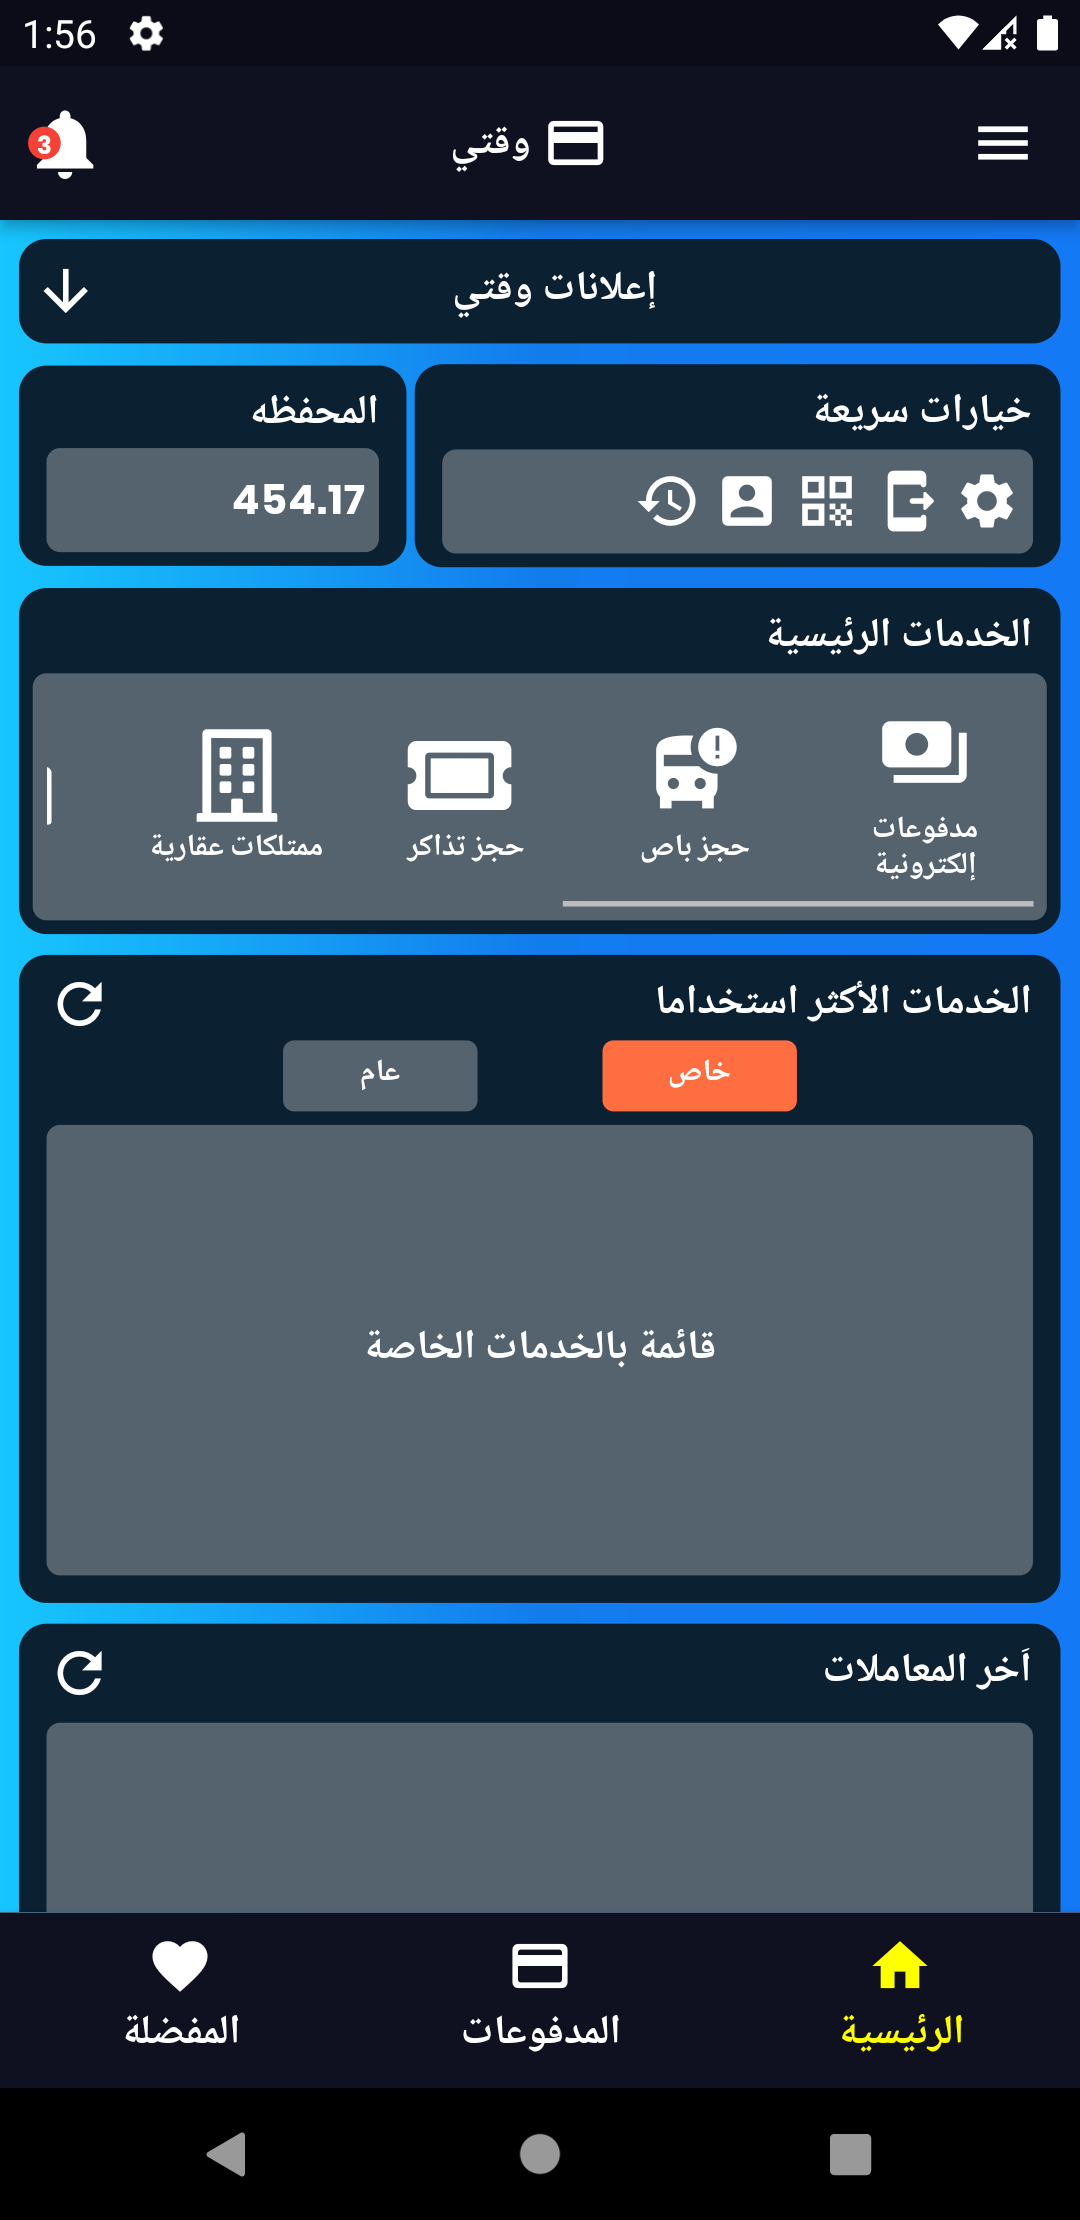 1:56
3
وقتي
إعلانات وقتي
خيارات سريعة
المحفظه
454.17
الخدمات الرئيسية
مدفوعات
إلكترونية
حجز باص
حجز تذاكر
ممتلكات عقارية
الخدمات الأكثر استخداما
خاص
عام
قائمة بالخدمات الخاصة
آخر المعاملات
الرئيسية
المدفوعات
المفضلة